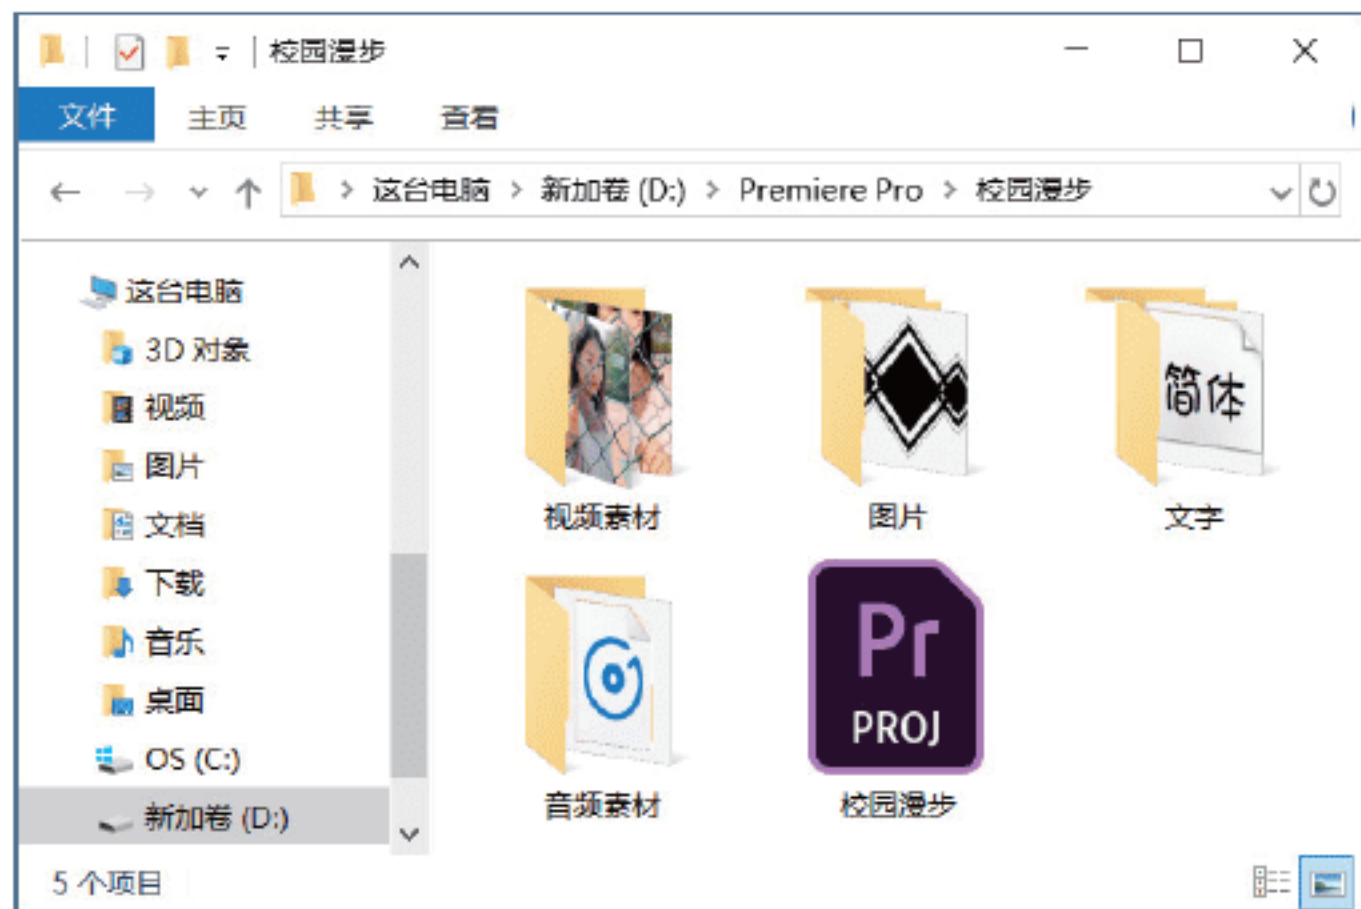 校园漫步
文件 主页 共享 查看
这台电脑 > 新加卷 (D:) > Premiere Pro > 校园漫步
这台电脑
3D 对象
视频
图片
文档
下载
音乐
桌面
OS (C:)
新加卷 (D:)
简体
视频素材 图片 文字
Pr
PROJ
音频素材 校园漫步
5 个项目